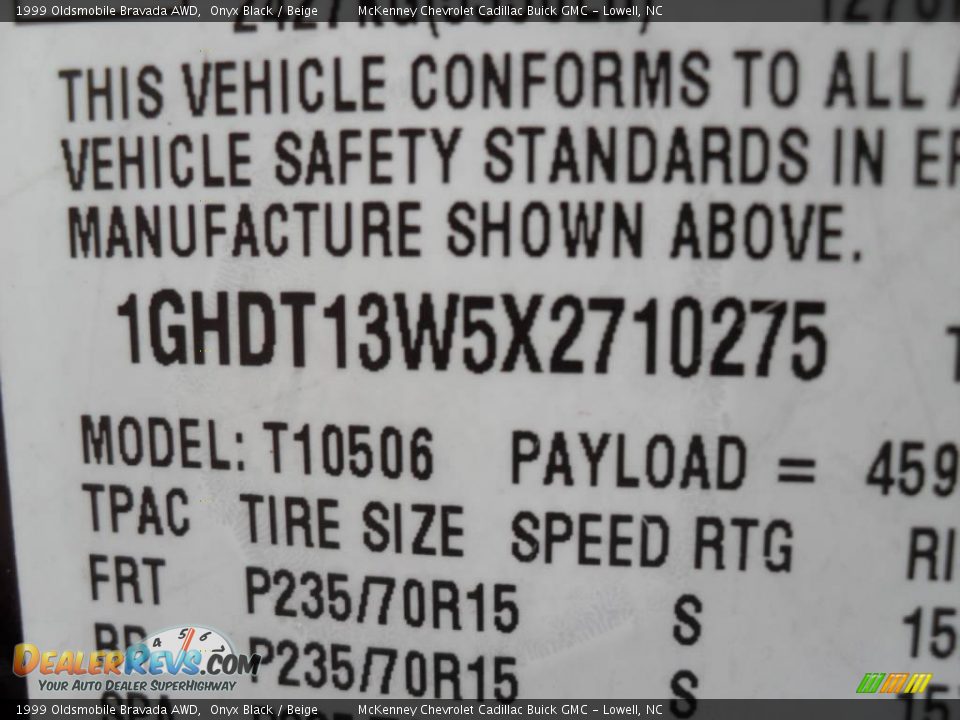 1999 Oldsmobile Bravada AWD, Onyx Black / Beige McKenney Chevrolet Cadillac Buick GMC - Lowell, NC
THIS VEHICLE CONFORMS TO ALL
VEHICLE SAFETY STANDARDS IN
MANUFACTURE SHOWN ABOVE.
1GHDT13W5X2710275
MODEL: T10506 PAYLOAD = 459
TPAC TIRE SIZE SPEED RTG RI
FRT P235/70R15 S 15
P235/70R15 S 15
DEALERREVS.COM
YOUR AUTO DEALER SUPERHIGHWAY
1999 Oldsmobile Bravada AWD, Onyx Black / Beige McKenney Chevrolet Cadillac Buick GMC - Lowell, NC